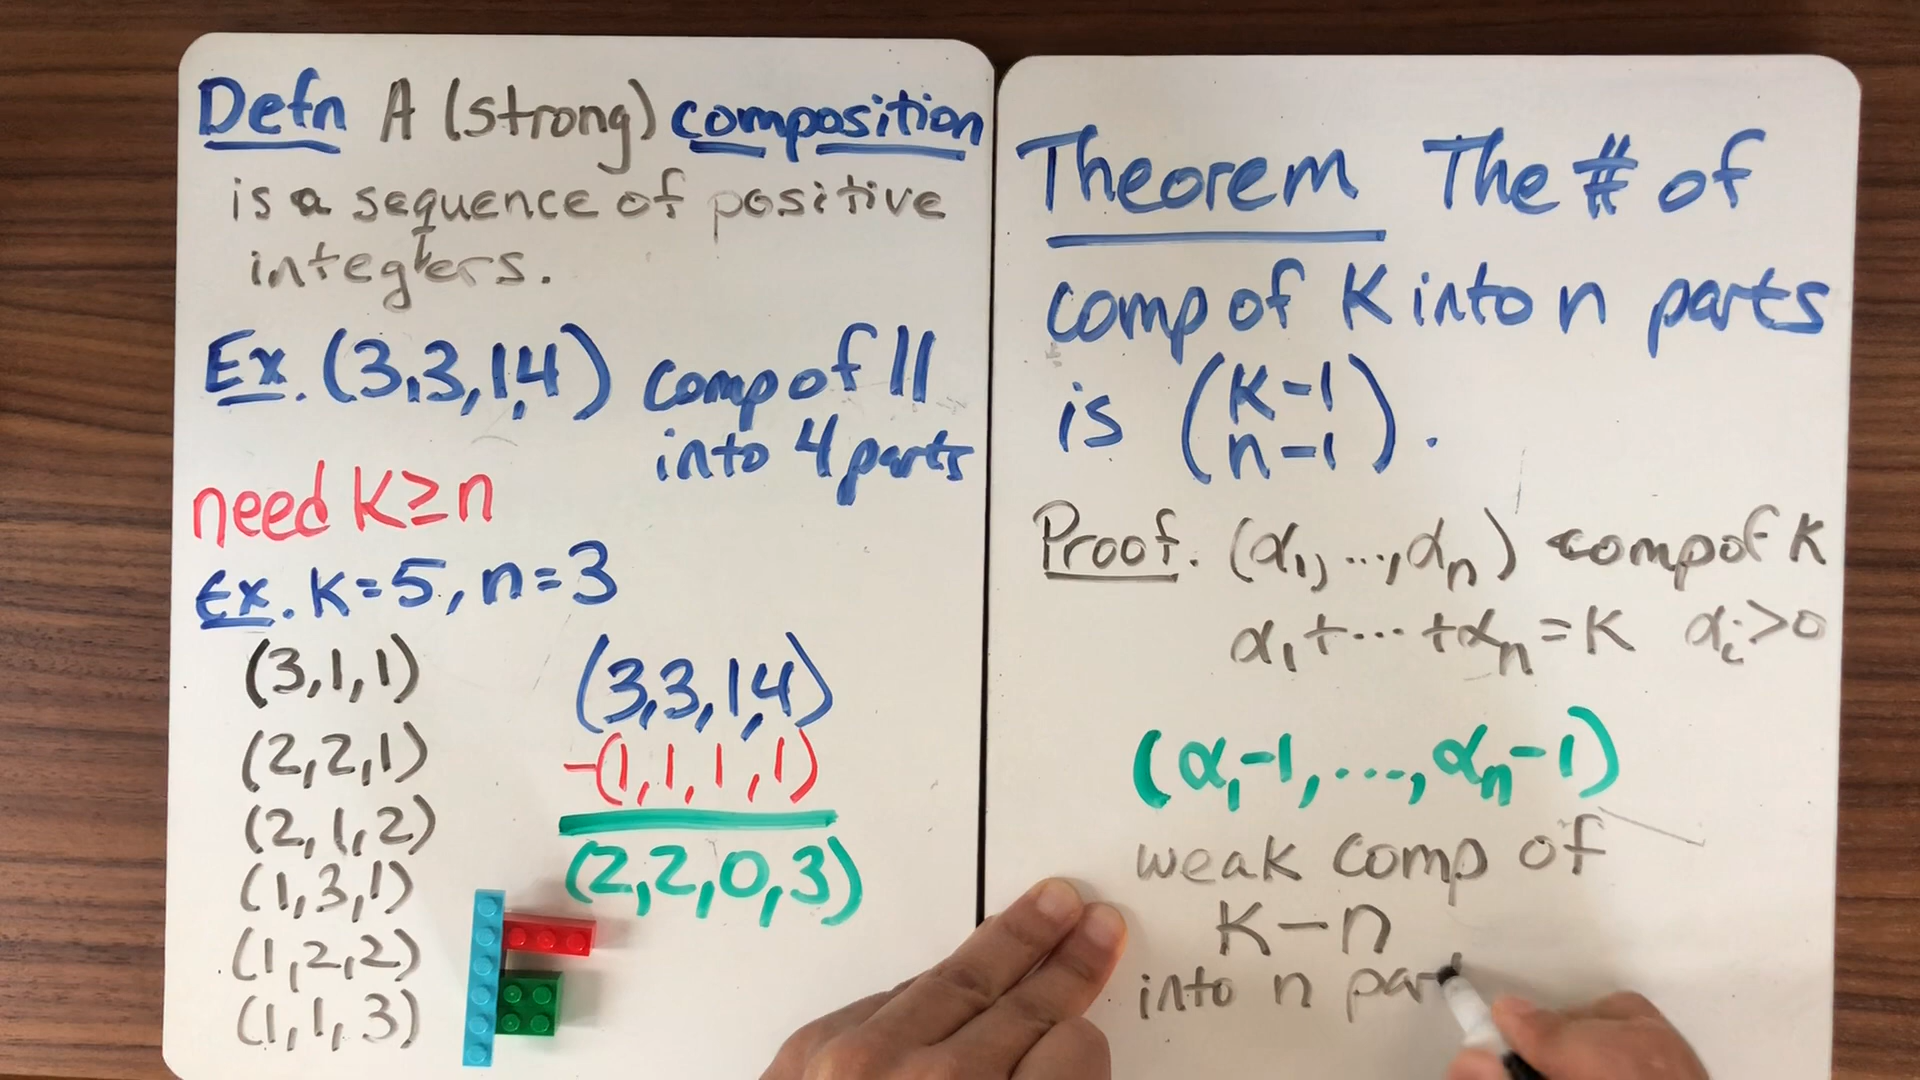 Defn A (strong) composition
is a sequence of positive
integers.
Ex. (3,3,1,4) comp of 11
into 4 parts
need K≥n
Ex. K=5, n=3
(3,1,1)
(2,2,1)
(2,1,2)
(1,3,1)
(1,2,2)
(1,1,3)
(3,3,1,4)
-(1,1,1,1)
(2,2,0,3)
Theorem The # of
comp of K into n parts
is (K-1
n-1).
Proof. (α₁,...,αₙ) comp of K
α₁+···+αₙ=K αᵢ>0
(α₁-1,...,αₙ-1)
weak comp of
K-n
into n par